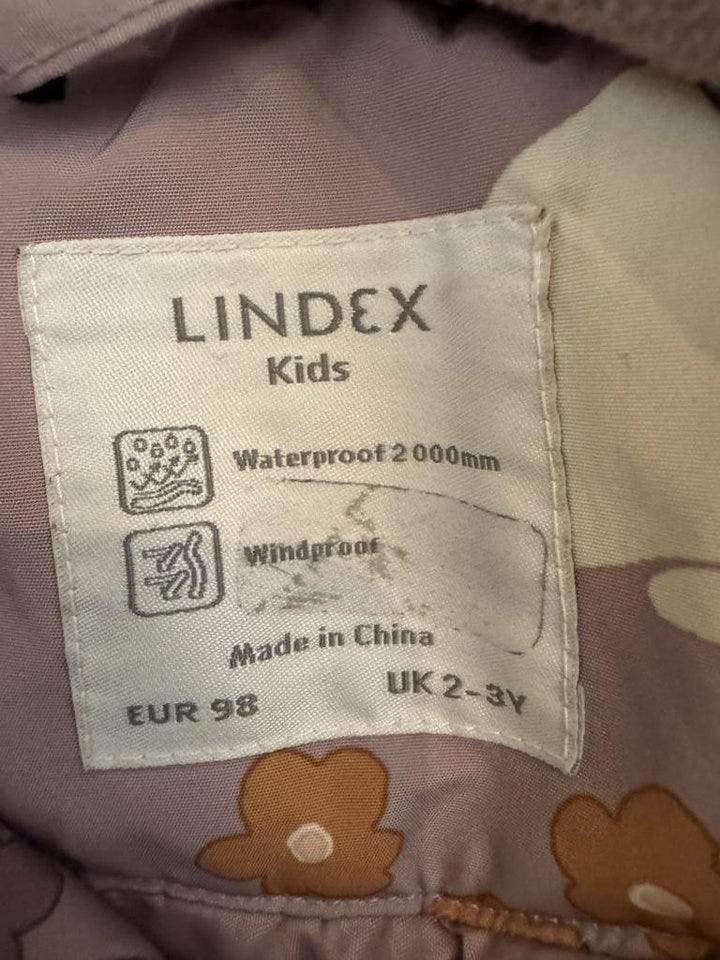 LINDEX
Kids
Waterproof 2 000mm
Windproof
Made in China
EUR 98 UK 2-3Y